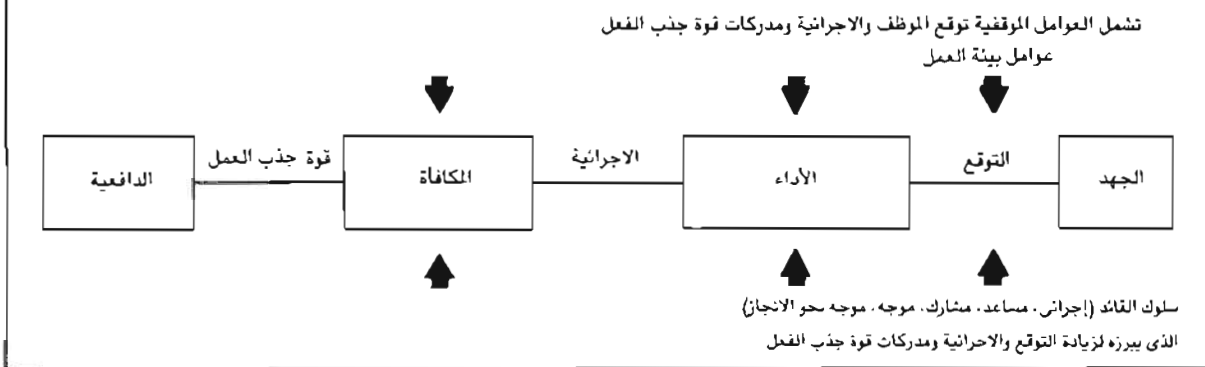 تشمل العوامل الموقفية توقع الموظف والاجرائية ومدركات قوة جذب الفعل
عوامل بيئة العمل
الجهد
التوقع
الأداء
الاجرائية
المكافأة
قوة جذب العمل
الدافعية
سلوك القائد (إجرائى، مساعد، مشارك، موجه، موجه نحو الانجاز)
الذى يبرزه لزيادة التوقع والاجرائية ومدركات قوة جذب الفعل